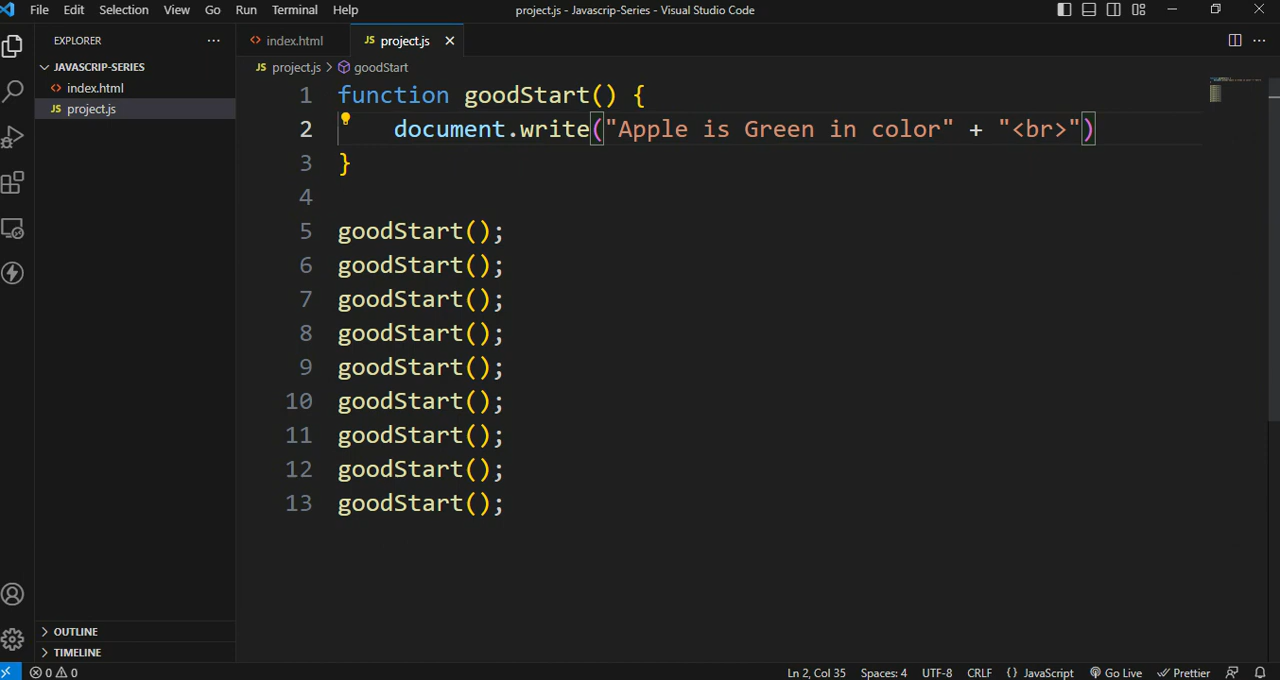 File Edit Selection View Go Run Terminal Help project.js - Javascrip-Series - Visual Studio Code
EXPLORER ...
JAVASCRIP-SERIES
index.html
JS project.js
OUTLINE
TIMELINE
index.html JS project.js
JS project.js > goodStart
1 function goodStart() {
2 document.write("Apple is Green in color" + "<br>")
3 }
4
5 goodStart();
6 goodStart();
7 goodStart();
8 goodStart();
9 goodStart();
10 goodStart();
11 goodStart();
12 goodStart();
13 goodStart();
0 0 Ln 2, Col 35 Spaces: 4 UTF-8 CRLF {} JavaScript Go Live Prettier